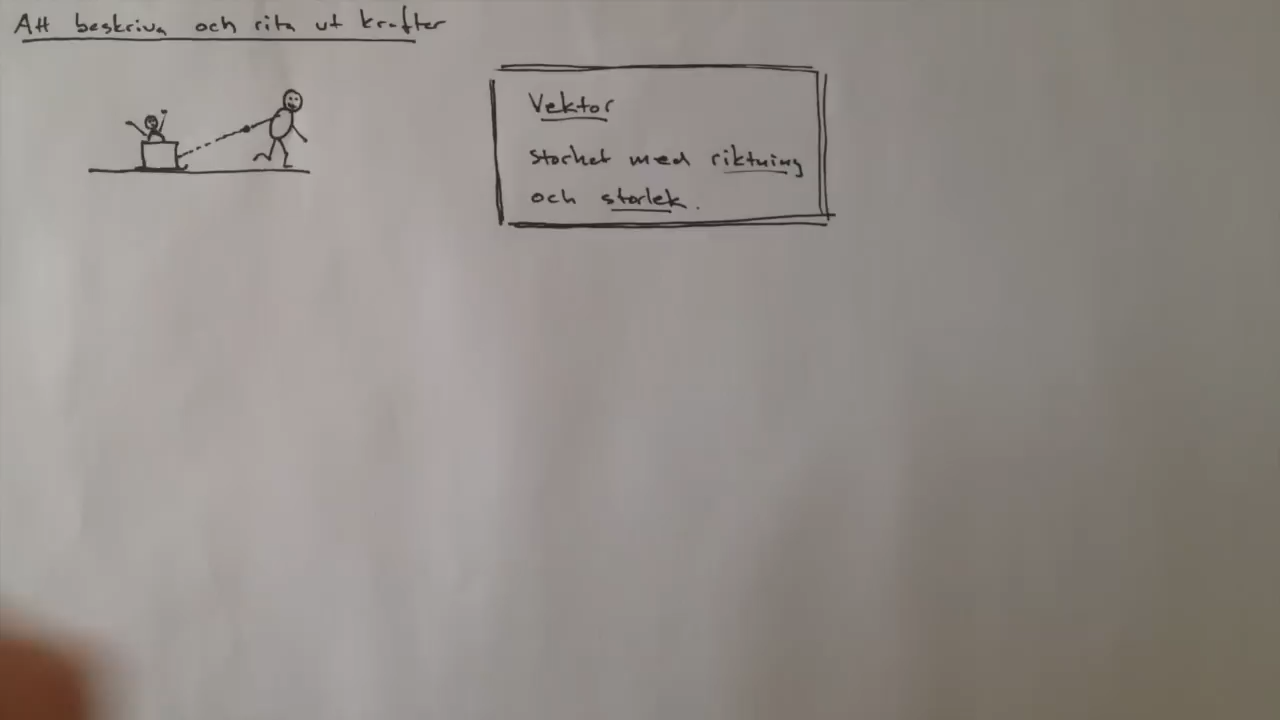 Att beskriva och rita ut krafter
Vektor
Storhet med riktning
och storlek.